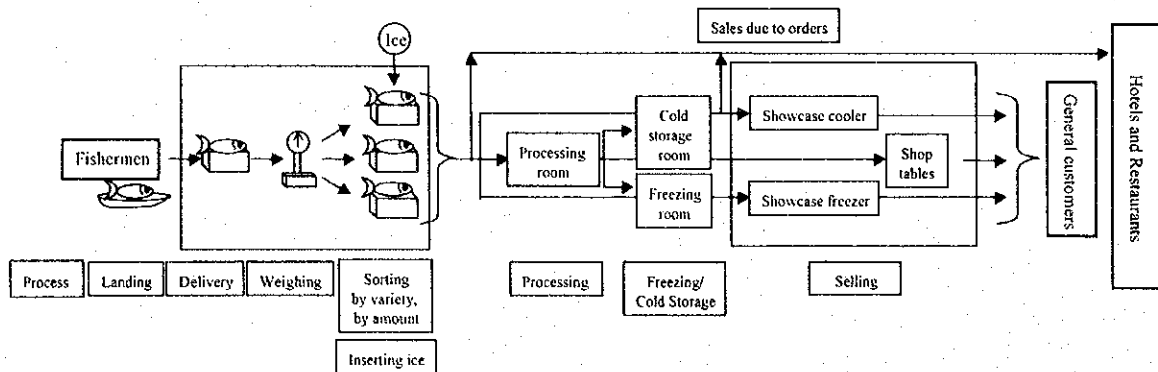 Ice
Sales due to orders
Hotels and Restaurants
General customers
Fishermen
Processing
room
Cold
storage
room
Freezing
room
Showcase cooler
Shop
tables
Showcase freezer
Process
Landing
Delivery
Weighing
Sorting
by variety,
by amount
Inserting ice
Processing
Freezing/
Cold Storage
Selling